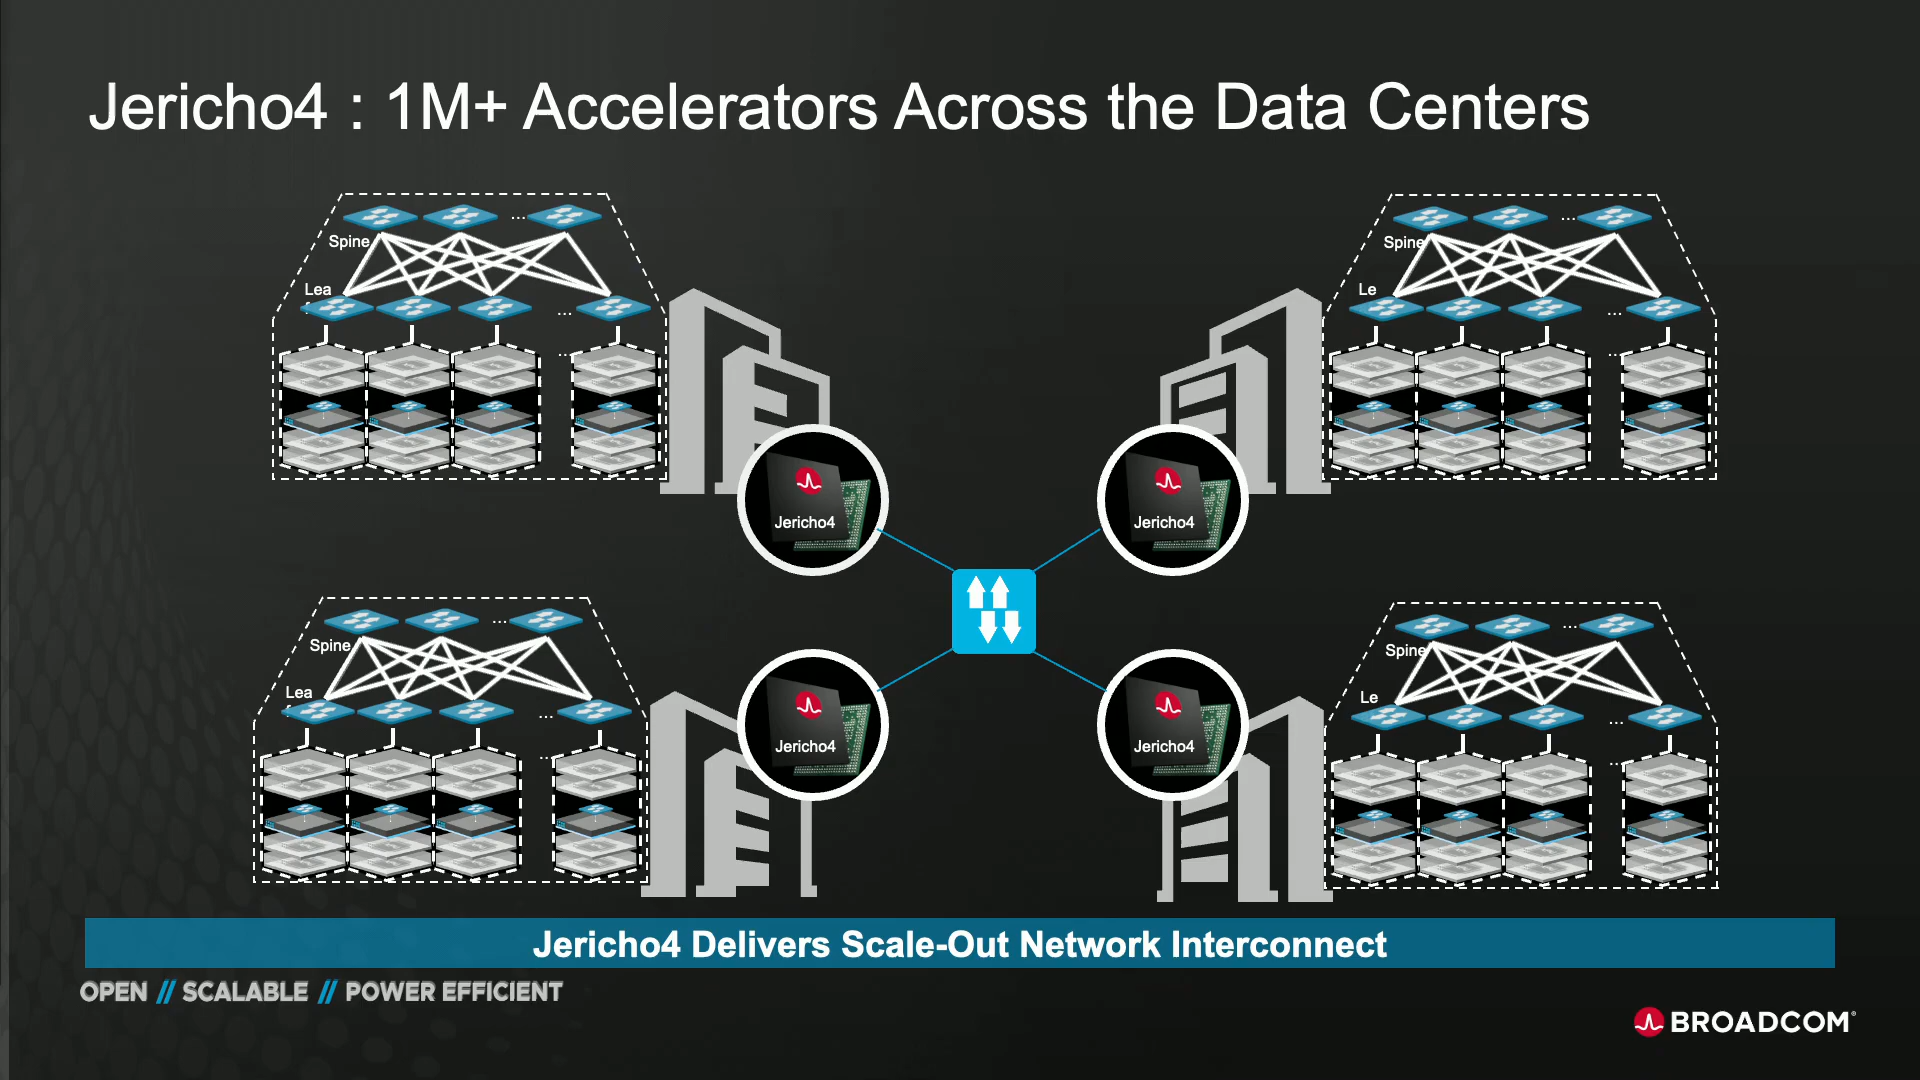 Jericho4 : 1M+ Accelerators Across the Data Centers
...
Spine
Lea
...
...
...
Spine
Le
...
...
Jericho4
Jericho4
...
Spine
Lea
...
...
...
Spine
Le
...
...
Jericho4
Jericho4
Jericho4 Delivers Scale-Out Network Interconnect
OPEN // SCALABLE // POWER EFFICIENT
BROADCOM®